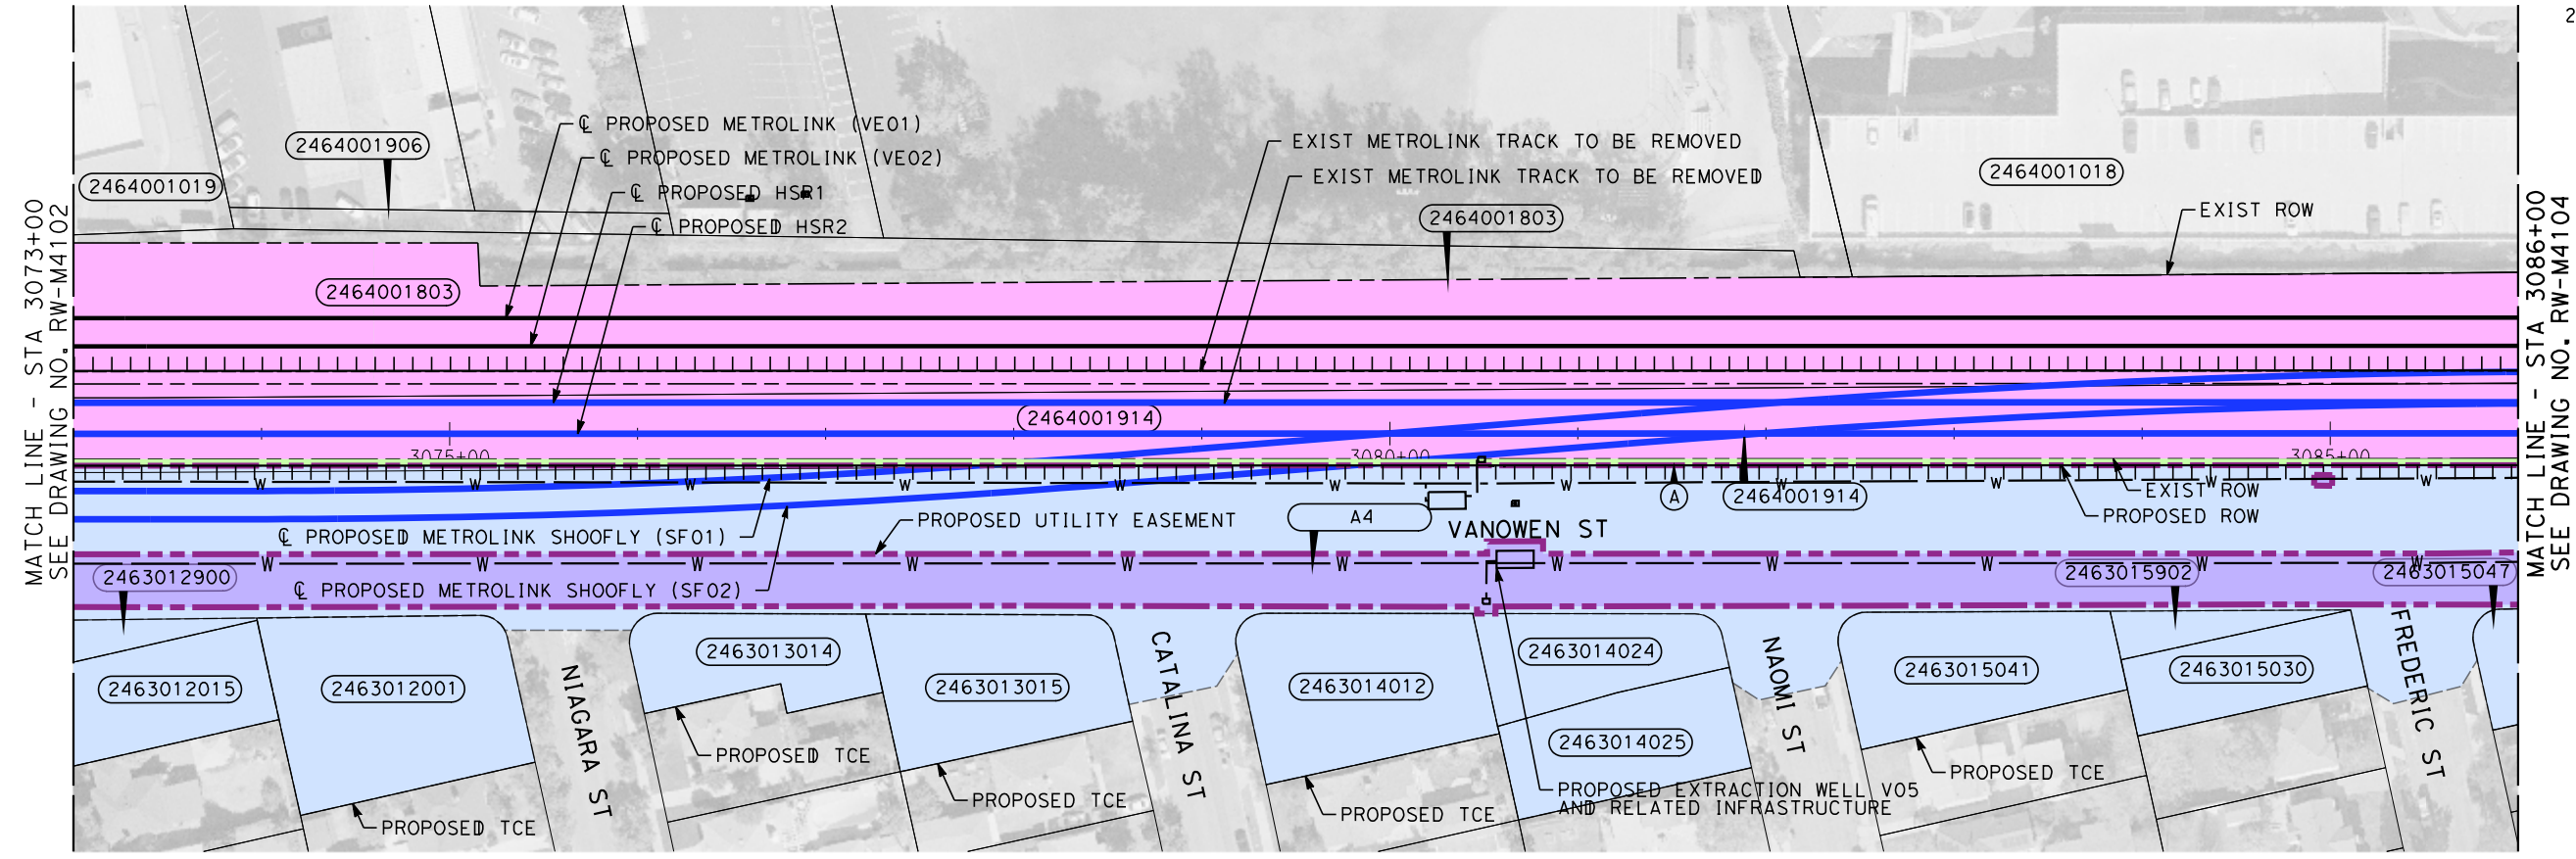 2
℄ PROPOSED METROLINK (VE01)
℄ PROPOSED METROLINK (VE02)
℄ PROPOSED HSR1
℄ PROPOSED HSR2
EXIST METROLINK TRACK TO BE REMOVED
EXIST METROLINK TRACK TO BE REMOVED
2464001906
2464001019
2464001018
2464001803
EXIST ROW
2464001803
MATCH LINE - STA 3073+00
SEE DRAWING NO. RW-M4102
MATCH LINE - STA 3086+00
SEE DRAWING NO. RW-M4104
2464001914
3075+00
3080+00
3085+00
W W W W W W W W W W W
A
2464001914
EXIST ROW
PROPOSED ROW
A4
PROPOSED UTILITY EASEMENT
VANOWEN ST
℄ PROPOSED METROLINK SHOOFLY (SF01)
W W W W W W W W W W W
2463012900
2463015902
2463015047
℄ PROPOSED METROLINK SHOOFLY (SF02)
2463012015
2463012001
NIAGARA ST
2463013014
2463013015
CATALINA ST
2463014012
2463014024
2463014025
NAOMI ST
2463015041
2463015030
FREDERIC ST
PROPOSED TCE
PROPOSED TCE
PROPOSED TCE
PROPOSED TCE
PROPOSED TCE
PROPOSED EXTRACTION WELL V05
AND RELATED INFRASTRUCTURE